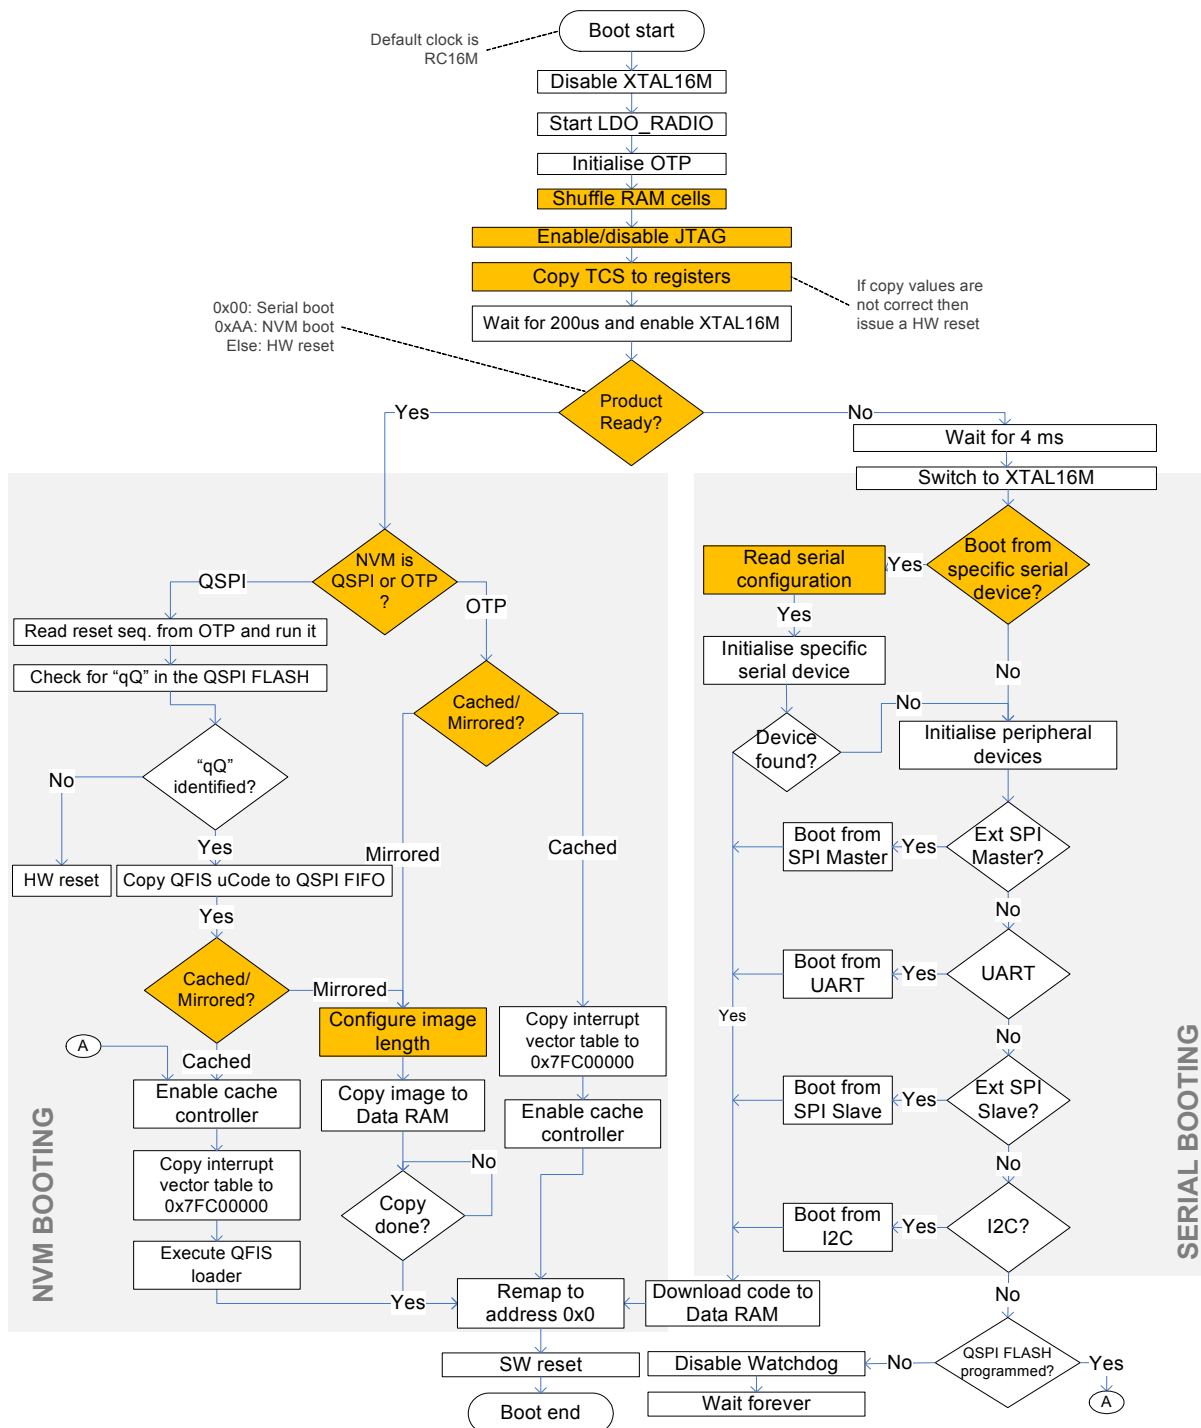 Boot start
Default clock is
RC16M
Disable XTAL16M
Start LDO_RADIO
Initialise OTP
Shuffle RAM cells
Enable/disable JTAG
Copy TCS to registers
If copy values are
not correct then
issue a HW reset
0x00: Serial boot
0xAA: NVM boot
Else: HW reset
Wait for 200us and enable XTAL16M
Product
Ready?
Yes
No
Wait for 4 ms
Switch to XTAL16M
NVM is
QSPI or OTP
?
QSPI
OTP
Read reset seq. from OTP and run it
Check for “qQ” in the QSPI FLASH
“qQ”
identified?
No
Yes
HW reset
Copy QFIS uCode to QSPI FIFO
Yes
Cached/
Mirrored?
Mirrored
Cached
Cached/
Mirrored?
Mirrored
Cached
A
Enable cache
controller
Copy interrupt
vector table to
0x7FC00000
Execute QFIS
loader
Configure image
length
Copy image to
Data RAM
No
Copy
done?
Yes
Copy interrupt
vector table to
0x7FC00000
Enable cache
controller
Remap to
address 0x0
SW reset
Boot end
NVM BOOTING
Boot from
specific serial
device?
Yes
Read serial
configuration
Yes
Initialise specific
serial device
No
No
Device
found?
Initialise peripheral
devices
Ext SPI
Master?
Yes
Boot from
SPI Master
No
UART
Yes
Boot from
UART
Yes
No
Ext SPI
Slave?
Yes
Boot from
SPI Slave
No
I2C?
Yes
Boot from
I2C
No
Download code to
Data RAM
QSPI FLASH
programmed?
No
Yes
A
Disable Watchdog
Wait forever
SERIAL BOOTING